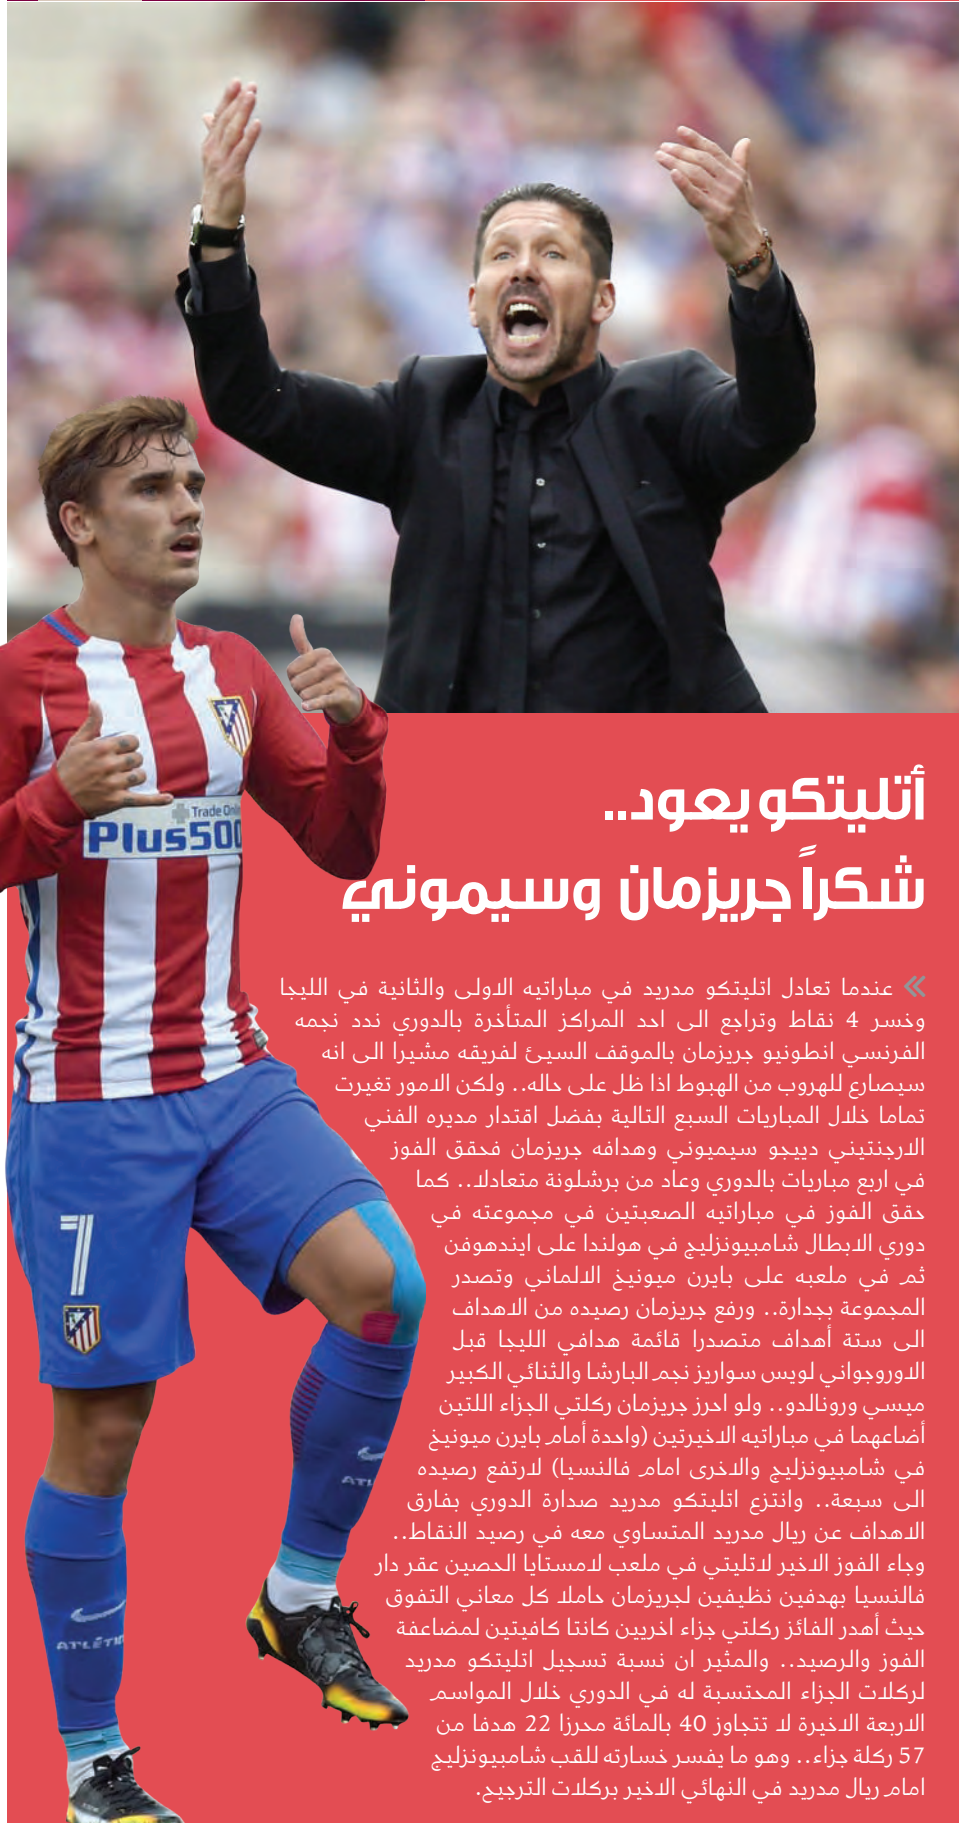 أتليتكو يعود..
شكراً جريزمان وسيموني
» عندما تعادل اتليتكو مدريد في مباراتيه الاولى والثانية في الليجا
وخسر 4 نقاط وتراجع الى احد المراكز المتأخرة بالدوري ندد نجمه
الفرنسي انطونيو جريزمان بالموقف السيئ لفريقه مشيرا الى انه
سيصارع للهروب من الهبوط اذا ظل على حاله.. ولكن الامور تغيرت
تماما خلال المباريات السبع التالية بفضل اقتدار مديره الفني
الارجنتيني دييجو سيميوني وهدافه جريزمان فحقق الفوز
في اربع مباريات بالدوري وعاد من برشلونة متعادلا.. كما
حقق الفوز في مباراتيه الصعبتين في مجموعته في
دوري الابطال شامبيونزليج في هولندا على ايندهوفن
ثم في ملعبه على بايرن ميونيخ الالماني وتصدر
المجموعة بجدارة.. ورفع جريزمان رصيده من الاهداف
الى ستة أهداف متصدرا قائمة هدافي الليجا قبل
الاوروجواني لويس سواريز نجم البارشا والثنائي الكبير
ميسي ورونالدو.. ولو احرز جريزمان ركلتي الجزاء اللتين
أضاعهما في مباراتيه الاخيرتين (واحدة أمام بايرن ميونيخ
في شامبيونزليج والاخرى امام فالنسيا) لارتفع رصيده
الى سبعة.. وانتزع اتليتكو مدريد صدارة الدوري بفارق
الاهداف عن ريال مدريد المتساوي معه في رصيد النقاط..
وجاء الفوز الاخير لاتليتي في ملعب لامستايا الحصين عقر دار
فالنسيا بهدفين نظيفين لجريزمان حاملا كل معاني التفوق
حيث أهدر الفائز ركلتي جزاء اخريين كانتا كافيتين لمضاعفة
الفوز والرصيد.. والمثير ان نسبة تسجيل اتليتكو مدريد
لركلات الجزاء المحتسبة له في الدوري خلال المواسم
الاربعة الاخيرة لا تتجاوز 40 بالمائة محرزا 22 هدفا من
57 ركلة جزاء.. وهو ما يفسر خسارته للقب شامبيونزليج
امام ريال مدريد في النهائي الاخير بركلات الترجيح.
Trade Onli
Plus500
7
ATL
ATLÉTI